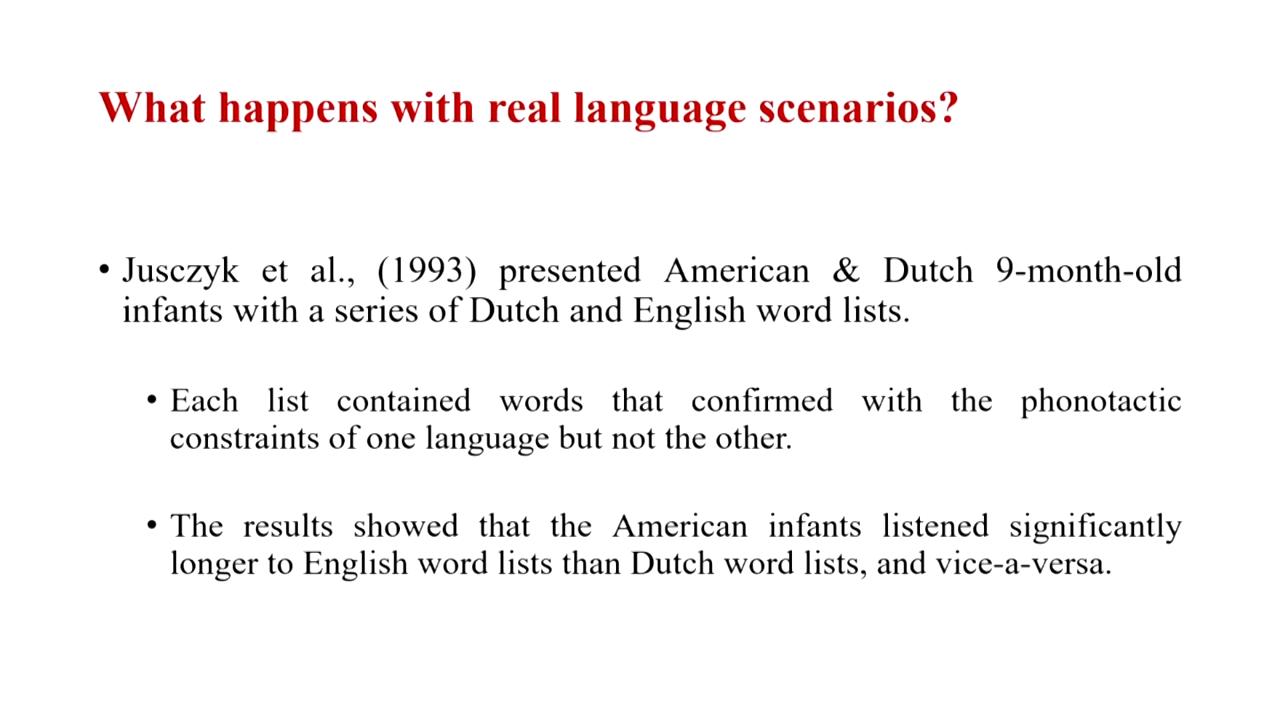 What happens with real language scenarios?
• Jusczyk et al., (1993) presented American & Dutch 9-month-old
infants with a series of Dutch and English word lists.
• Each list contained words that confirmed with the phonotactic
constraints of one language but not the other.
• The results showed that the American infants listened significantly
longer to English word lists than Dutch word lists, and vice-a-versa.